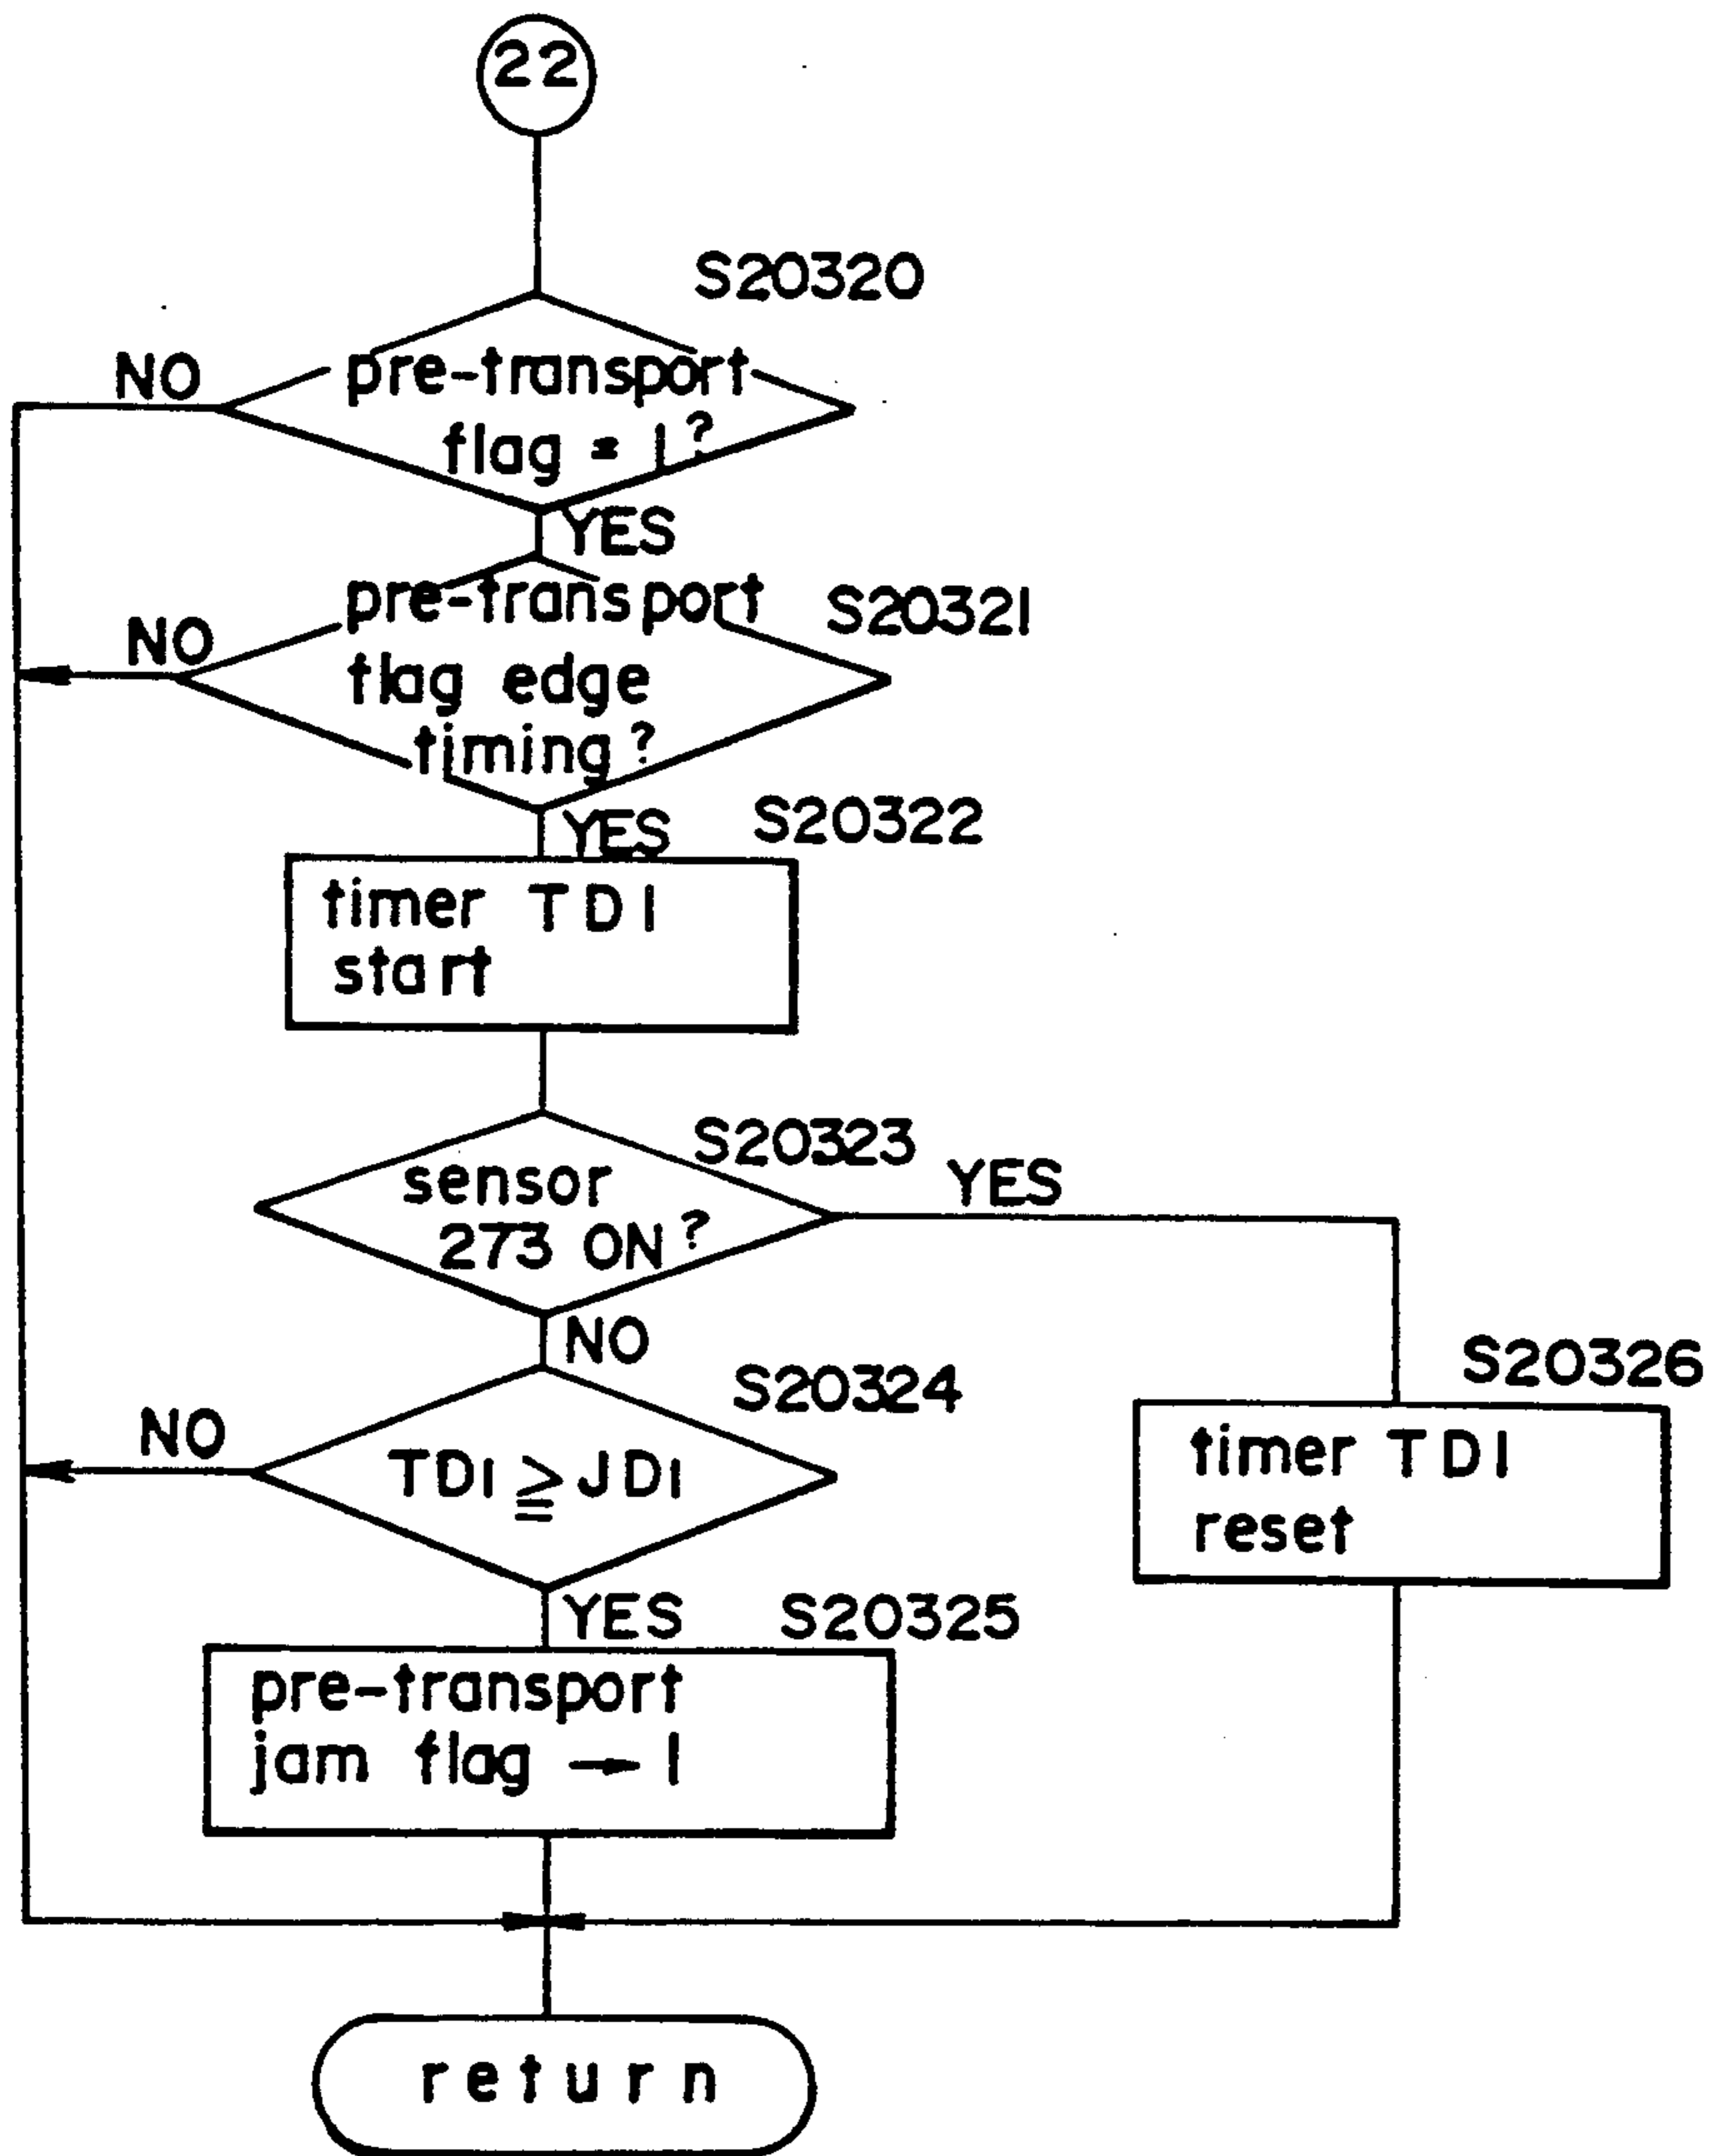 22
S20320
NO
pre-transport
flag = 1?
YES
pre-transport
S20321
NO
flag edge
timing?
YES
S20322
timer TD1
start
S20323
sensor
YES
273 ON?
NO
S20324
S20326
NO
TD1 ≧ JD1
timer TD1
reset
YES
S20325
pre-transport
jam flag → 1
return